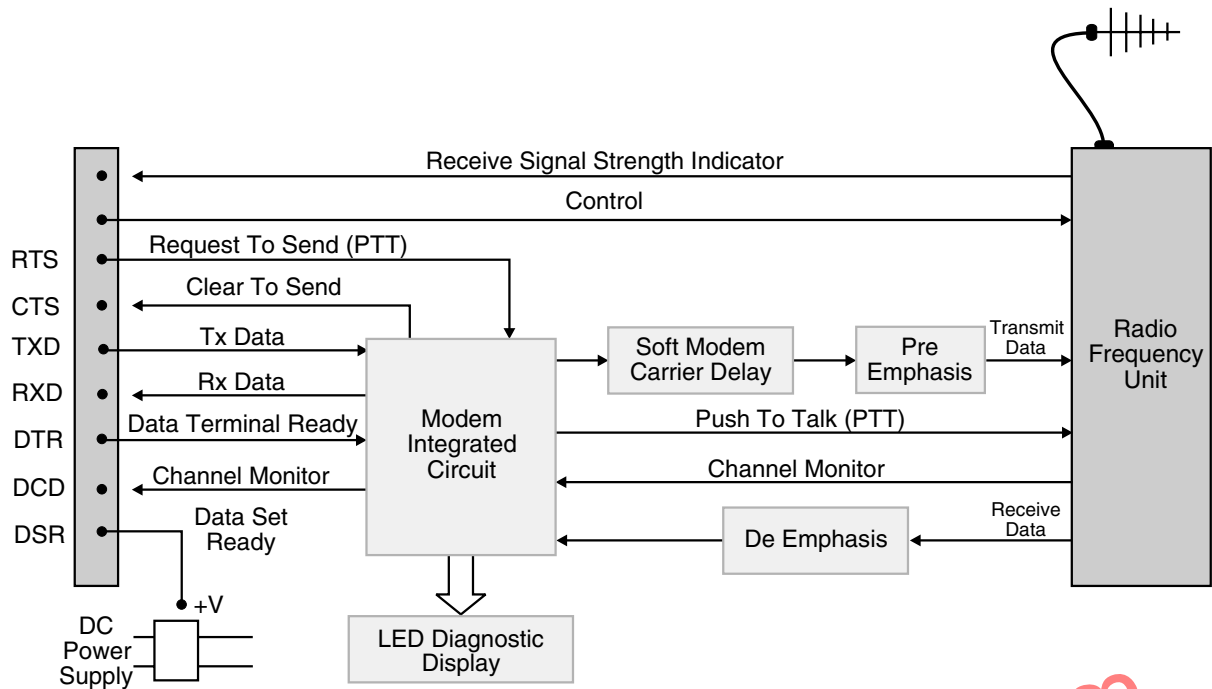 Receive Signal Strength Indicator
Control
RTS
Request To Send (PTT)
CTS
Clear To Send
TXD
Tx Data
RXD
Rx Data
DTR
Data Terminal Ready
DCD
Channel Monitor
DSR
Data Set
Ready
+V
DC
Power
Supply
Modem
Integrated
Circuit
LED Diagnostic
Display
Soft Modem
Carrier Delay
Pre
Emphasis
Transmit
Data
Push To Talk (PTT)
Channel Monitor
De Emphasis
Receive
Data
Radio
Frequency
Unit